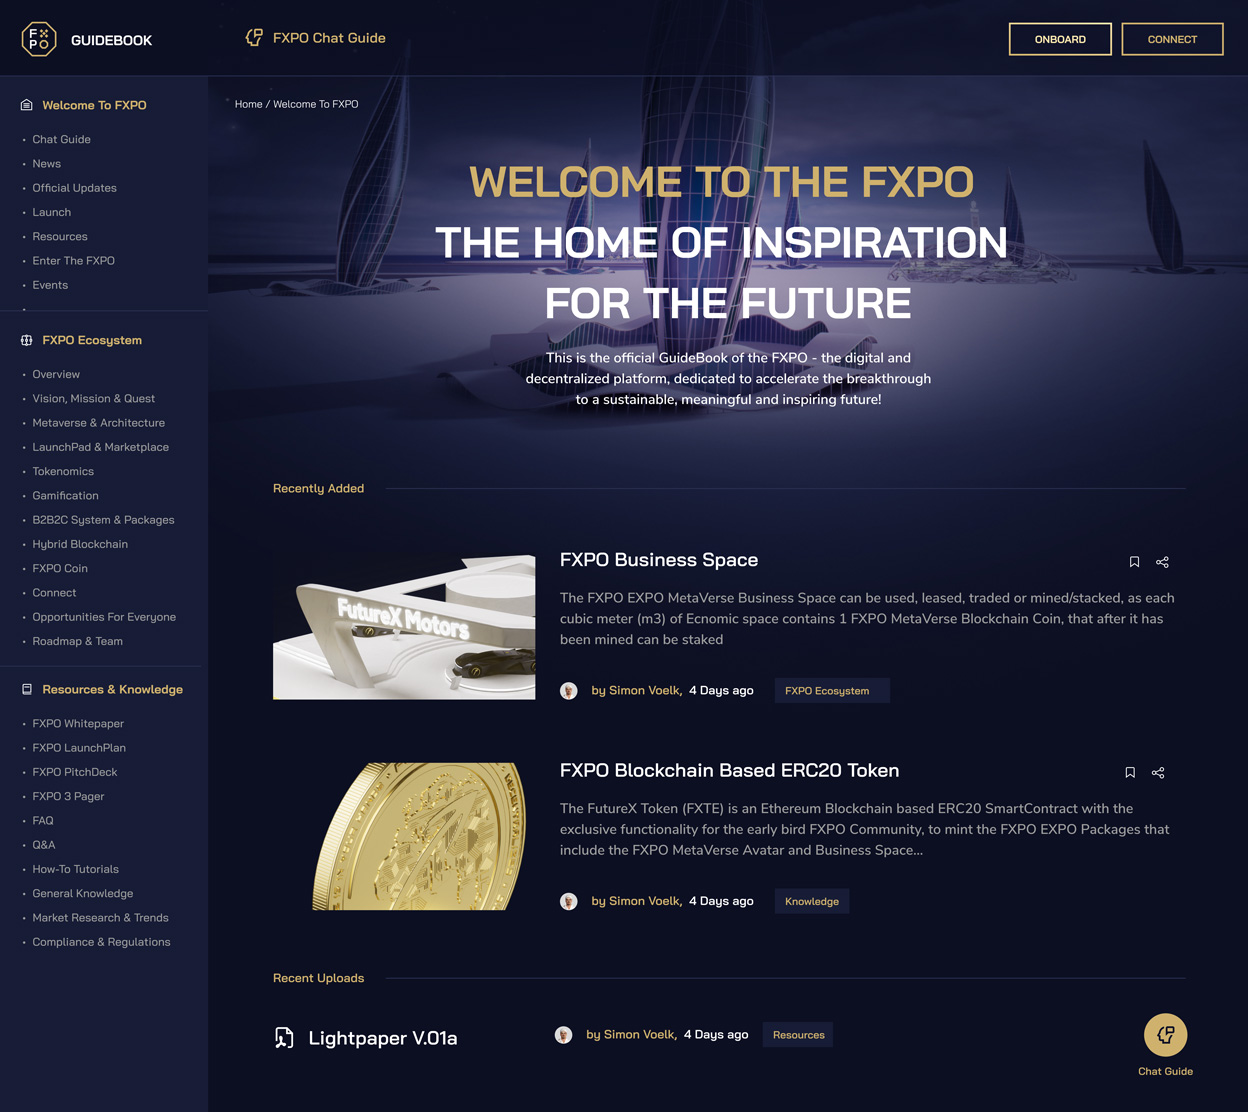 FXPO
GUIDEBOOK
FXPO Chat Guide
ONBOARD
CONNECT
Welcome To FXPO
• Chat Guide
• News
• Official Updates
• Launch
• Resources
• Enter The FXPO
• Events
FXPO Ecosystem
• Overview
• Vision, Mission & Quest
• Metaverse & Architecture
• LaunchPad & Marketplace
• Tokenomics
• Gamification
• B2B2C System & Packages
• Hybrid Blockchain
• FXPO Coin
• Connect
• Opportunities For Everyone
• Roadmap & Team
Resources & Knowledge
• FXPO Whitepaper
• FXPO LaunchPlan
• FXPO PitchDeck
• FXPO 3 Pager
• FAQ
• Q&A
• How-To Tutorials
• General Knowledge
• Market Research & Trends
• Compliance & Regulations
Home / Welcome To FXPO
WELCOME TO THE FXPO
THE HOME OF INSPIRATION
FOR THE FUTURE
This is the official GuideBook of the FXPO - the digital and
decentralized platform, dedicated to accelerate the breakthrough
to a sustainable, meaningful and inspiring future!
Recently Added
FutureX Motors
FXPO Business Space
The FXPO EXPO MetaVerse Business Space can be used, leased, traded or mined/stacked, as each
cubic meter (m3) of Ecnomic space contains 1 FXPO MetaVerse Blockchain Coin, that after it has
been mined can be staked
by Simon Voelk, 4 Days ago
FXPO Ecosystem
FXPO Blockchain Based ERC20 Token
The FutureX Token (FXTE) is an Ethereum Blockchain based ERC20 SmartContract with the
exclusive functionality for the early bird FXPO Community, to mint the FXPO EXPO Packages that
include the FXPO MetaVerse Avatar and Business Space...
by Simon Voelk, 4 Days ago
Knowledge
Recent Uploads
Lightpaper V.01a
by Simon Voelk, 4 Days ago
Resources
Chat Guide